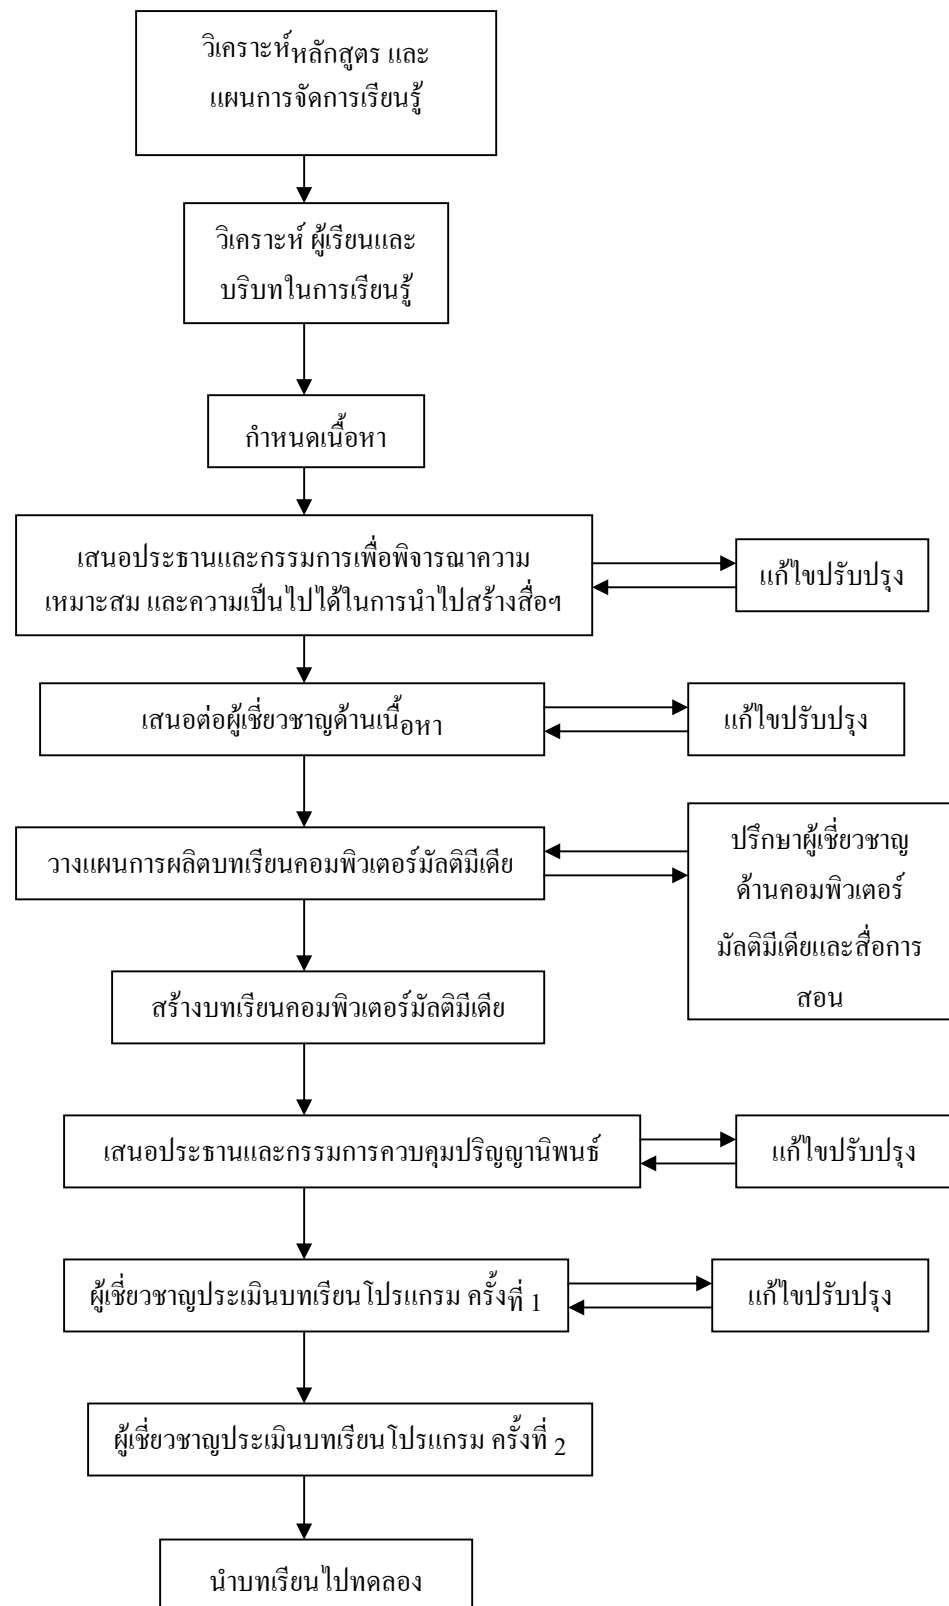 วิเคราะห์หลักสูตร และ
แผนการจัดการเรียนรู้
วิเคราะห์ ผู้เรียนและ
บริบทในการเรียนรู้
กำหนดเนื้อหา
เสนอประธานและกรรมการเพื่อพิจารณาความ
เหมาะสม และความเป็นไปได้ในการนำไปสร้างสื่อฯ
แก้ไขปรับปรุง
เสนอต่อผู้เชี่ยวชาญด้านเนื้อหา
แก้ไขปรับปรุง
วางแผนการผลิตบทเรียนคอมพิวเตอร์มัลติมีเดีย
ปรึกษาผู้เชี่ยวชาญ
ด้านคอมพิวเตอร์
มัลติมีเดียและสื่อการ
สอน
สร้างบทเรียนคอมพิวเตอร์มัลติมีเดีย
เสนอประธานและกรรมการควบคุมปริญญานิพนธ์
แก้ไขปรับปรุง
ผู้เชี่ยวชาญประเมินบทเรียนโปรแกรม ครั้งที่ 1
แก้ไขปรับปรุง
ผู้เชี่ยวชาญประเมินบทเรียนโปรแกรม ครั้งที่ 2
นำบทเรียนไปทดลอง